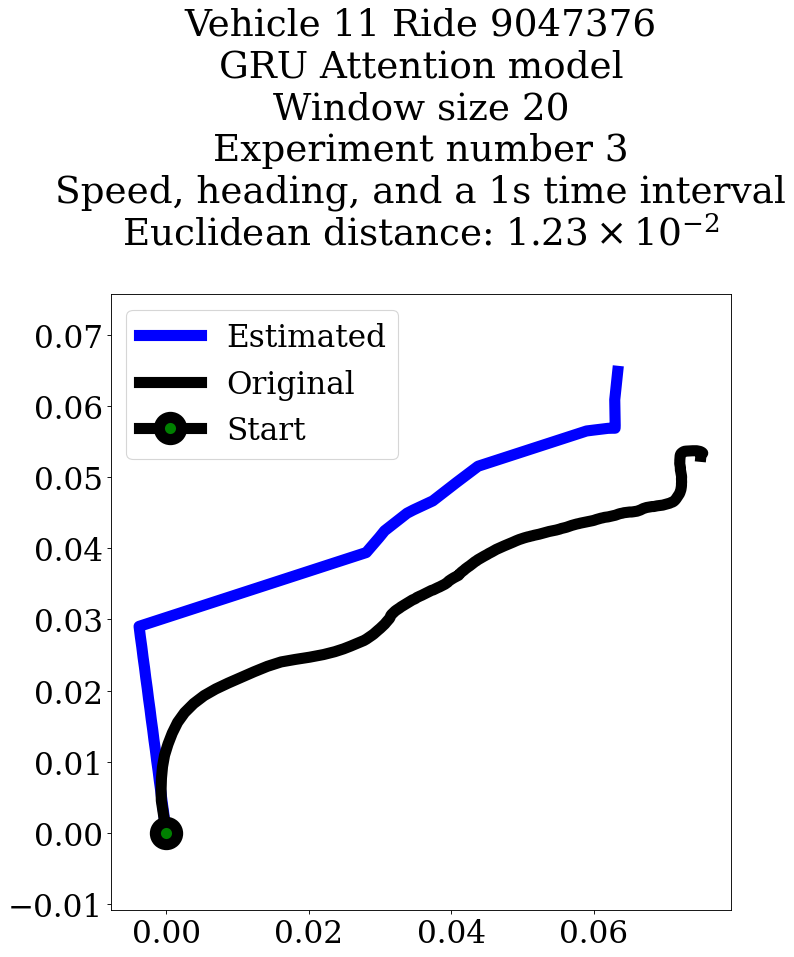 Vehicle 11 Ride 9047376
GRU Attention model
Window size 20
Experiment number 3
Speed, heading, and a 1s time interval
Euclidean distance: 1.23 × 10⁻²
Estimated
Original
Start
0.07
0.06
0.05
0.04
0.03
0.02
0.01
0.00
−0.01
0.00 0.02 0.04 0.06